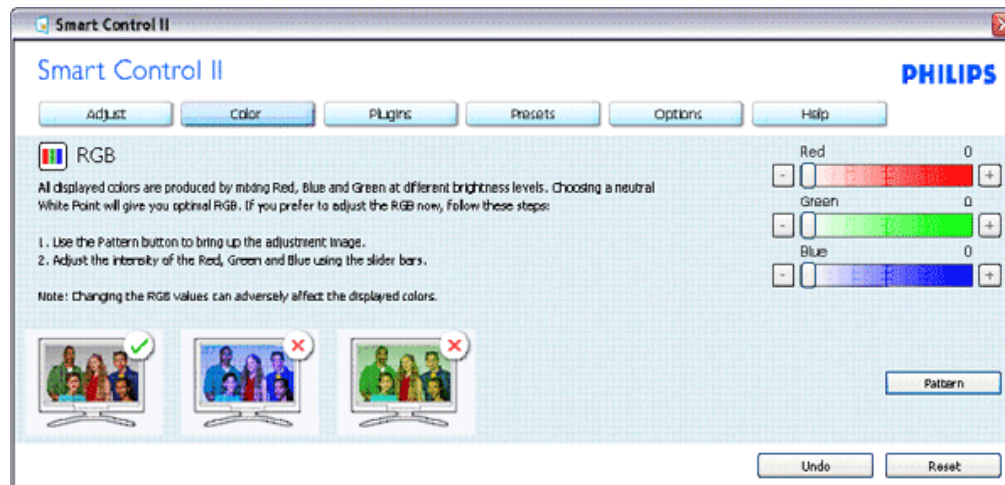 Smart Control II
Smart Control II
PHILIPS
Adjust
Color
Plugins
Presets
Options
Help
RGB
All displayed colors are produced by mixing Red, Blue and Green at different brightness levels. Choosing a neutral
White Point will give you optimal RGB. If you prefer to adjust the RGB now, follow these steps:
1. Use the Pattern button to bring up the adjustment image.
2. Adjust the intensity of the Red, Green and Blue using the slider bars.
Note: Changing the RGB values can adversely affect the displayed colors.
Red 0
- +
Green 0
- +
Blue 0
- +
Pattern
Undo
Reset